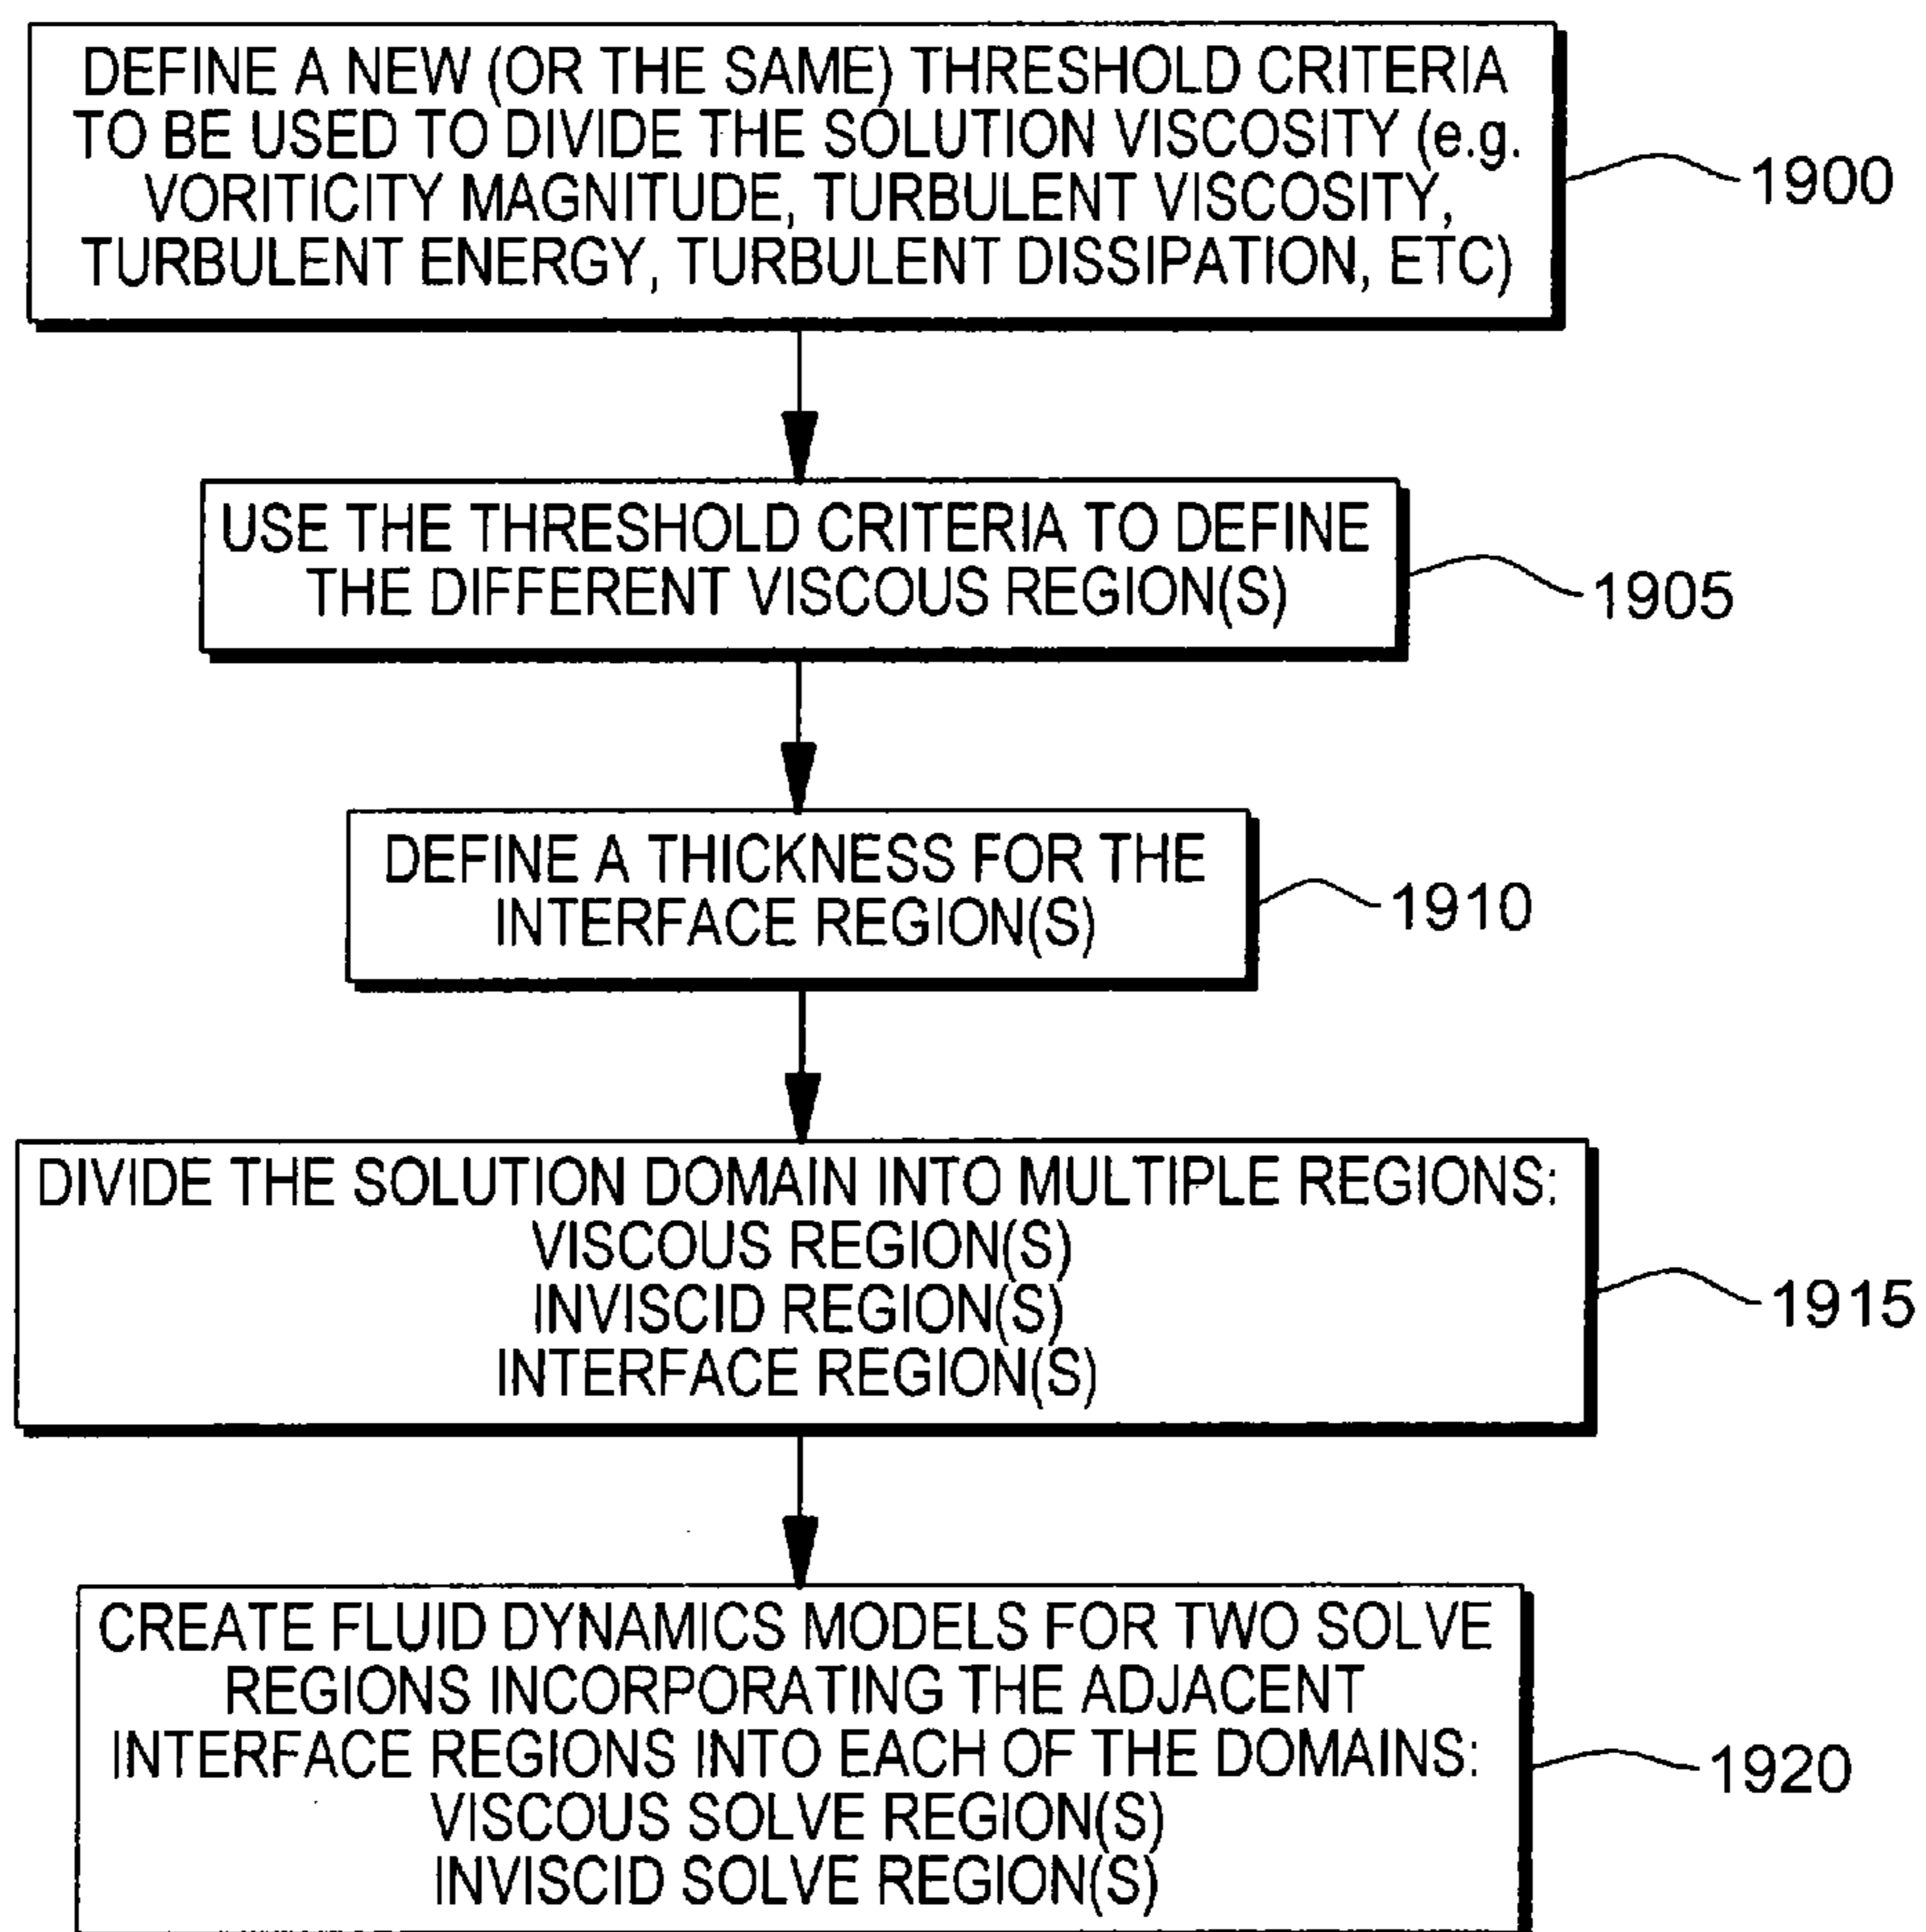 DEFINE A NEW (OR THE SAME) THRESHOLD CRITERIA
TO BE USED TO DIVIDE THE SOLUTION VISCOSITY (e.g.
VORITICITY MAGNITUDE, TURBULENT VISCOSITY,
TURBULENT ENERGY, TURBULENT DISSIPATION, ETC)
1900
USE THE THRESHOLD CRITERIA TO DEFINE
THE DIFFERENT VISCOUS REGION(S)
1905
DEFINE A THICKNESS FOR THE
INTERFACE REGION(S)
1910
DIVIDE THE SOLUTION DOMAIN INTO MULTIPLE REGIONS:
VISCOUS REGION(S)
INVISCID REGION(S)
INTERFACE REGION(S)
1915
CREATE FLUID DYNAMICS MODELS FOR TWO SOLVE
REGIONS INCORPORATING THE ADJACENT
INTERFACE REGIONS INTO EACH OF THE DOMAINS:
VISCOUS SOLVE REGION(S)
INVISCID SOLVE REGION(S)
1920